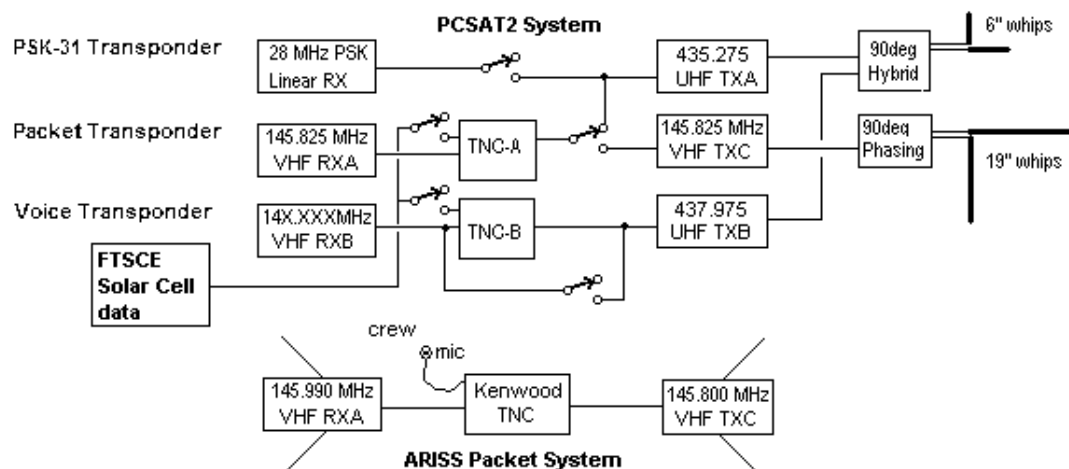 PCSAT2 System
PSK-31 Transponder
28 MHz PSK
Linear RX
435.275
UHF TXA
90deg
Hybrid
6" whips
Packet Transponder
145.825 MHz
VHF RXA
TNC-A
145.825 MHz
VHF TXC
90deg
Phasing
19" whips
Voice Transponder
14X.XXXMHz
VHF RXB
TNC-B
437.975
UHF TXB
FTSCE
Solar Cell
data
crew
mic
145.990 MHz
VHF RXA
Kenwood
TNC
145.800 MHz
VHF TXC
ARISS Packet System